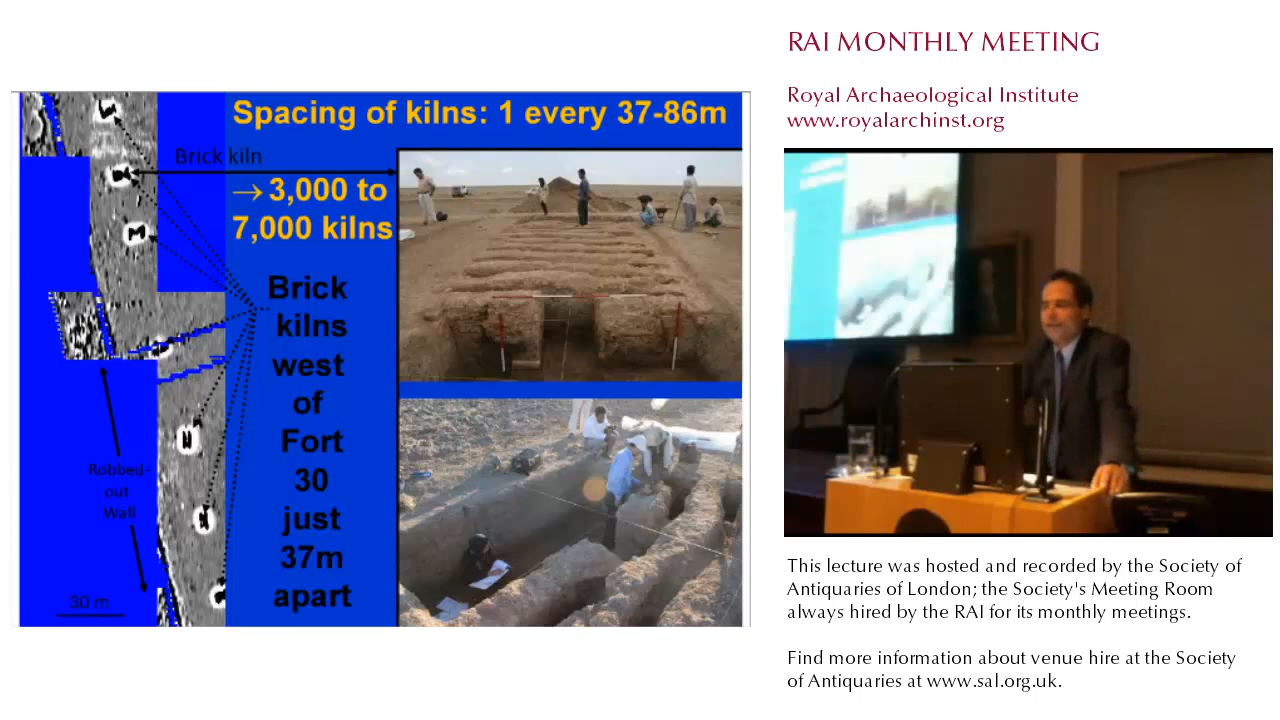 Spacing of kilns: 1 every 37-86m
Brick kiln
→ 3,000 to
7,000 kilns
Brick
kilns
west
of
Fort
30
just
37m
apart
Robbed-
out
Wall
30 m
RAI MONTHLY MEETING
Royal Archaeological Institute
www.royalarchinst.org
This lecture was hosted and recorded by the Society of
Antiquaries of London; the Society's Meeting Room
always hired by the RAI for its monthly meetings.
Find more information about venue hire at the Society
of Antiquaries at www.sal.org.uk.